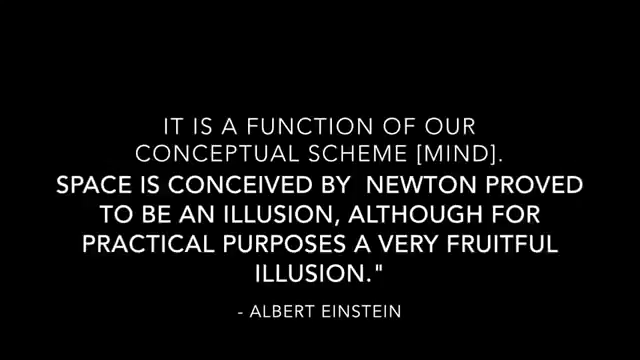 IT IS A FUNCTION OF OUR
CONCEPTUAL SCHEME [MIND].
SPACE IS CONCEIVED BY  NEWTON PROVED
TO BE AN ILLUSION, ALTHOUGH FOR
PRACTICAL PURPOSES A VERY FRUITFUL
ILLUSION."
- ALBERT EINSTEIN